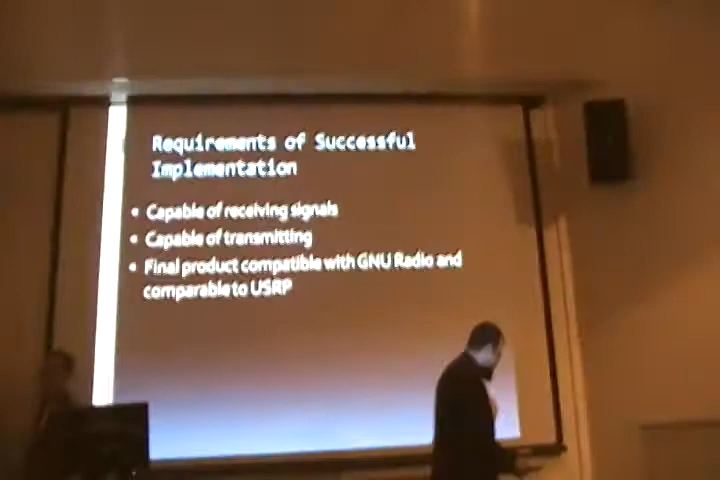 Requirements of Successful
Implementation
• Capable of receiving signals
• Capable of transmitting
• Final product compatible with GNU Radio and
comparable to USRP